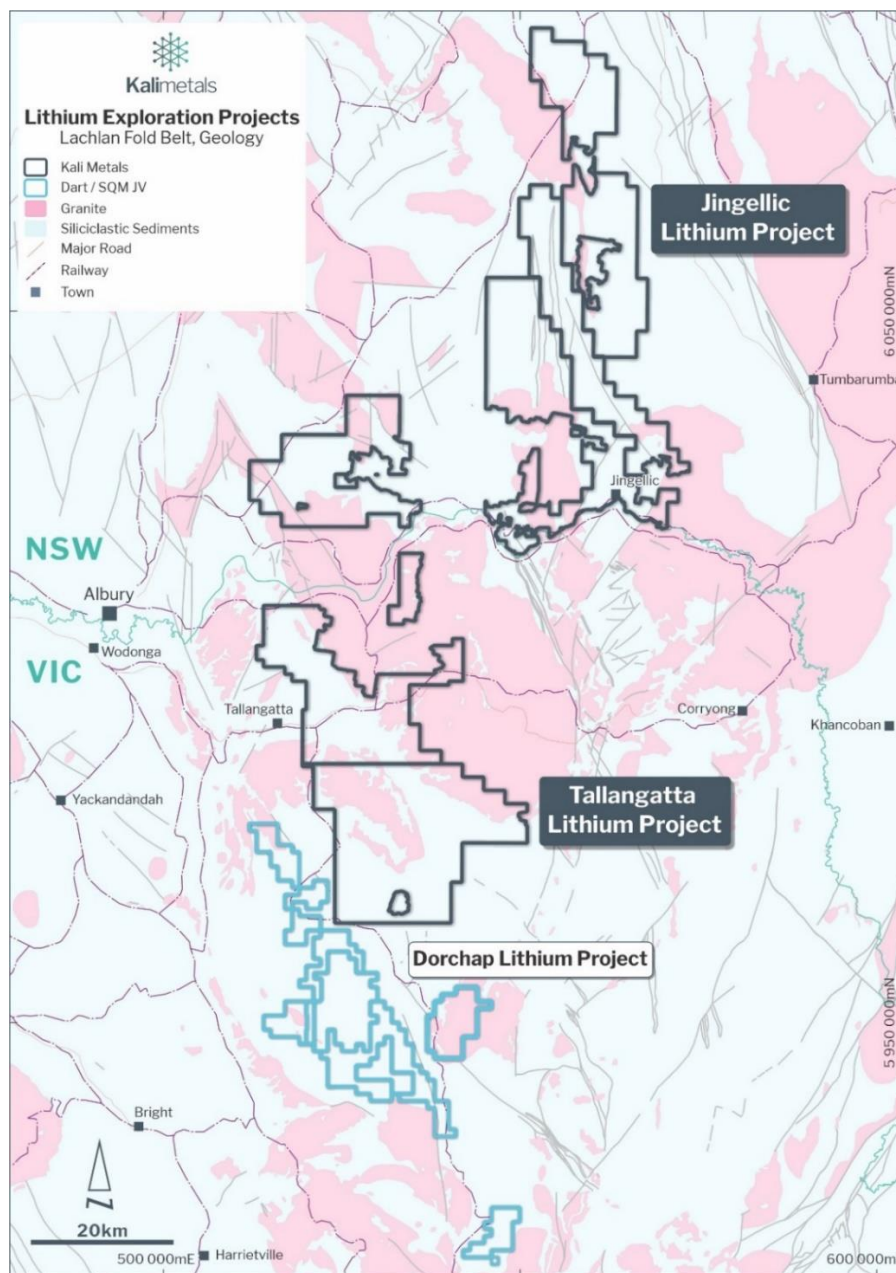 Kalimetals
Lithium Exploration Projects
Lachlan Fold Belt, Geology
Kali Metals
Dart / SQM JV
Granite
Siliciclastic Sediments
Major Road
Railway
Town
Jingellic
Lithium Project
6 050 000mN
Tumbarumba
Jingellic
NSW
Albury
Wodonga
VIC
Tallangatta
Corryong
Khancoban
Yackandandah
Tallangatta
Lithium Project
Dorchap Lithium Project
5 950 000mN
Bright
N
20km
500 000mE
Harrietville
600 000m